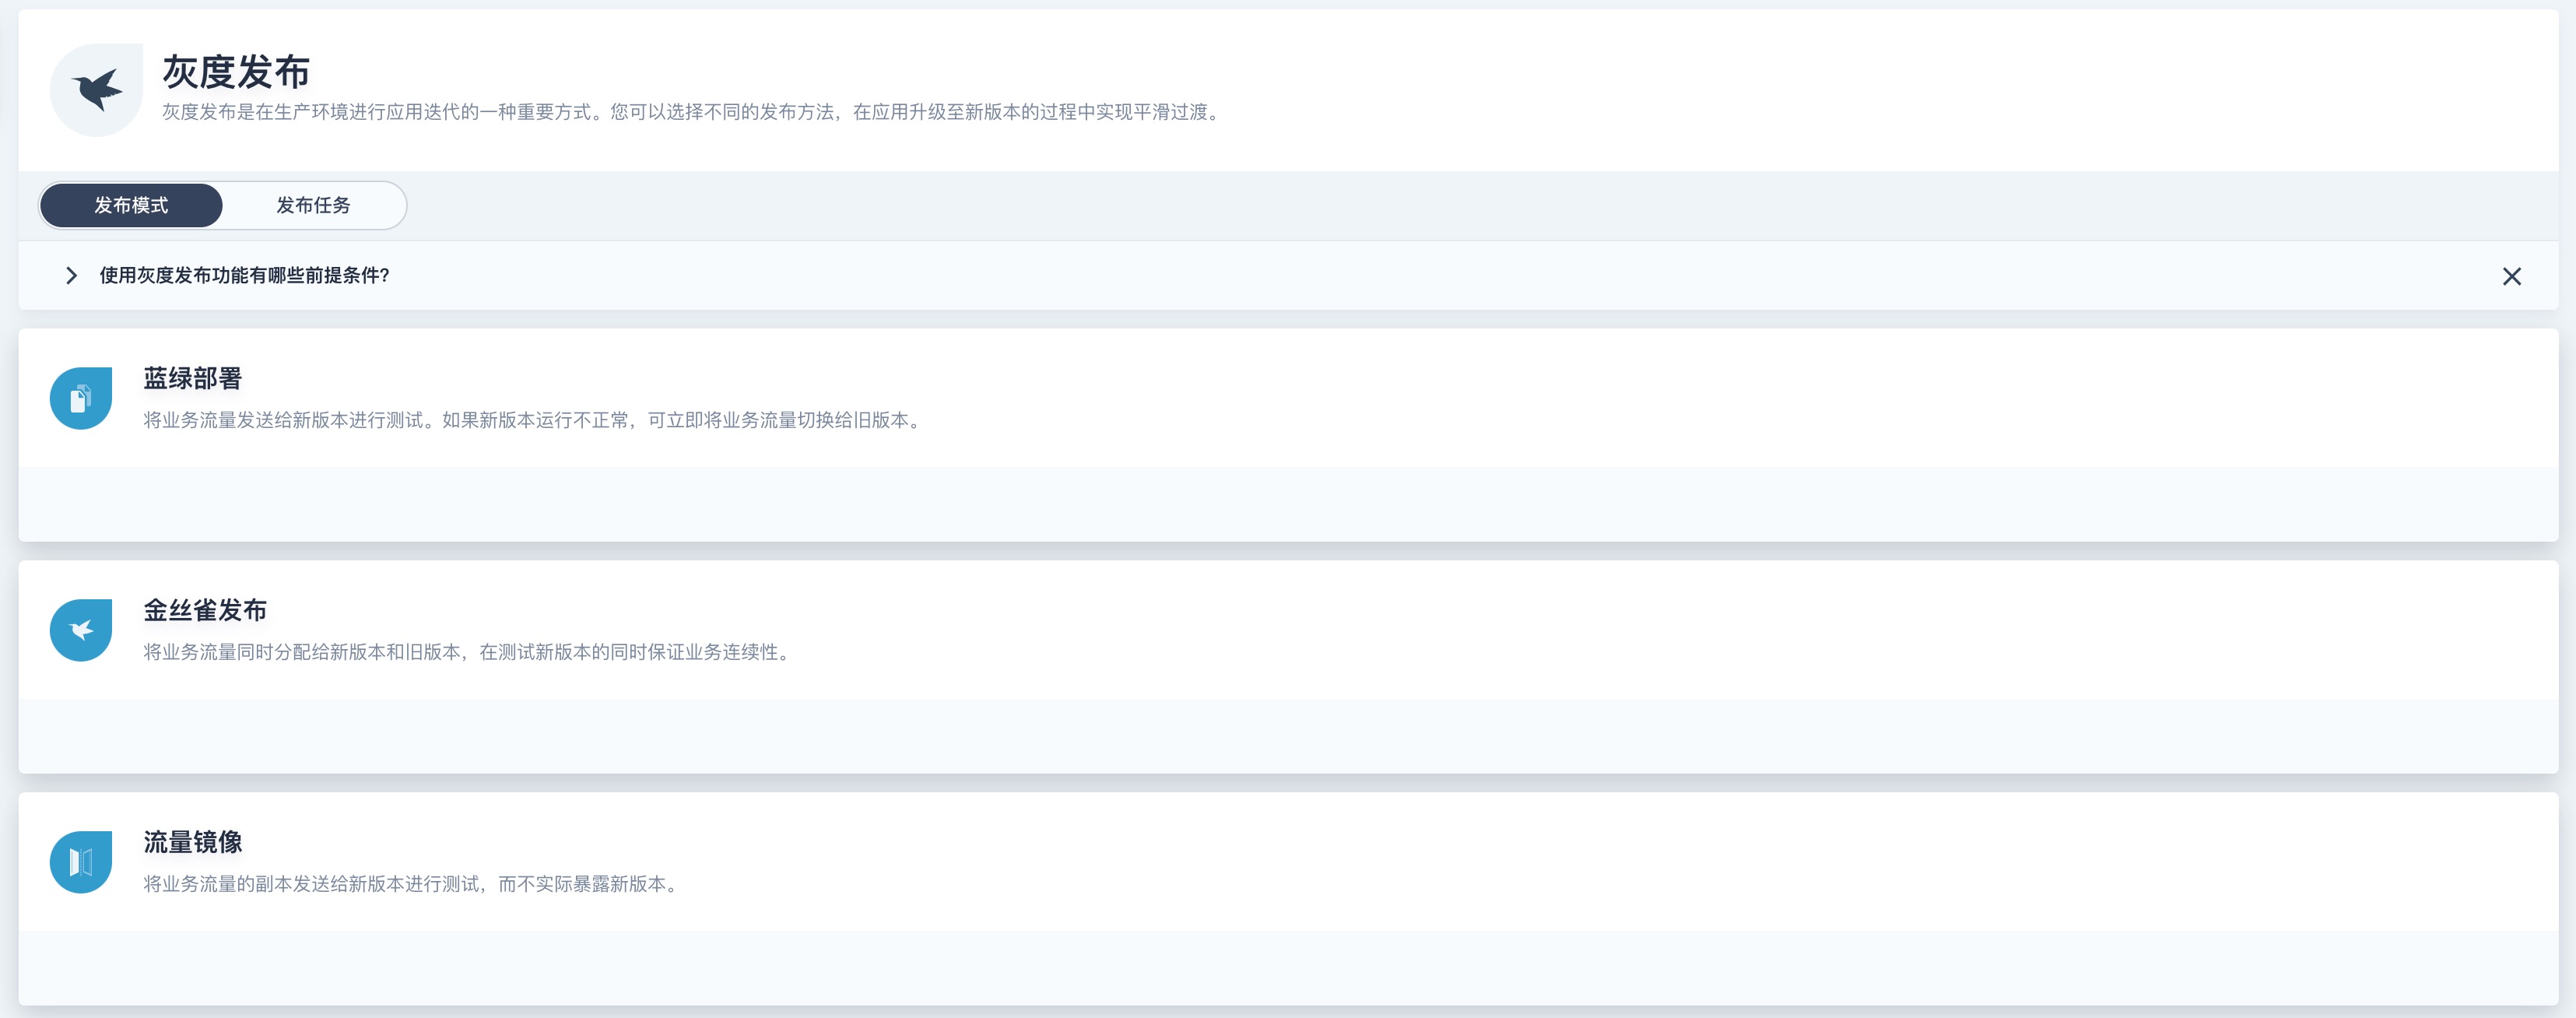 灰度发布
灰度发布是在生产环境进行应用迭代的一种重要方式。您可以选择不同的发布方法，在应用升级至新版本的过程中实现平滑过渡。
发布模式 发布任务
使用灰度发布功能有哪些前提条件?
蓝绿部署
将业务流量发送给新版本进行测试。如果新版本运行不正常，可立即将业务流量切换给旧版本。
金丝雀发布
将业务流量同时分配给新版本和旧版本，在测试新版本的同时保证业务连续性。
流量镜像
将业务流量的副本发送给新版本进行测试，而不实际暴露新版本。